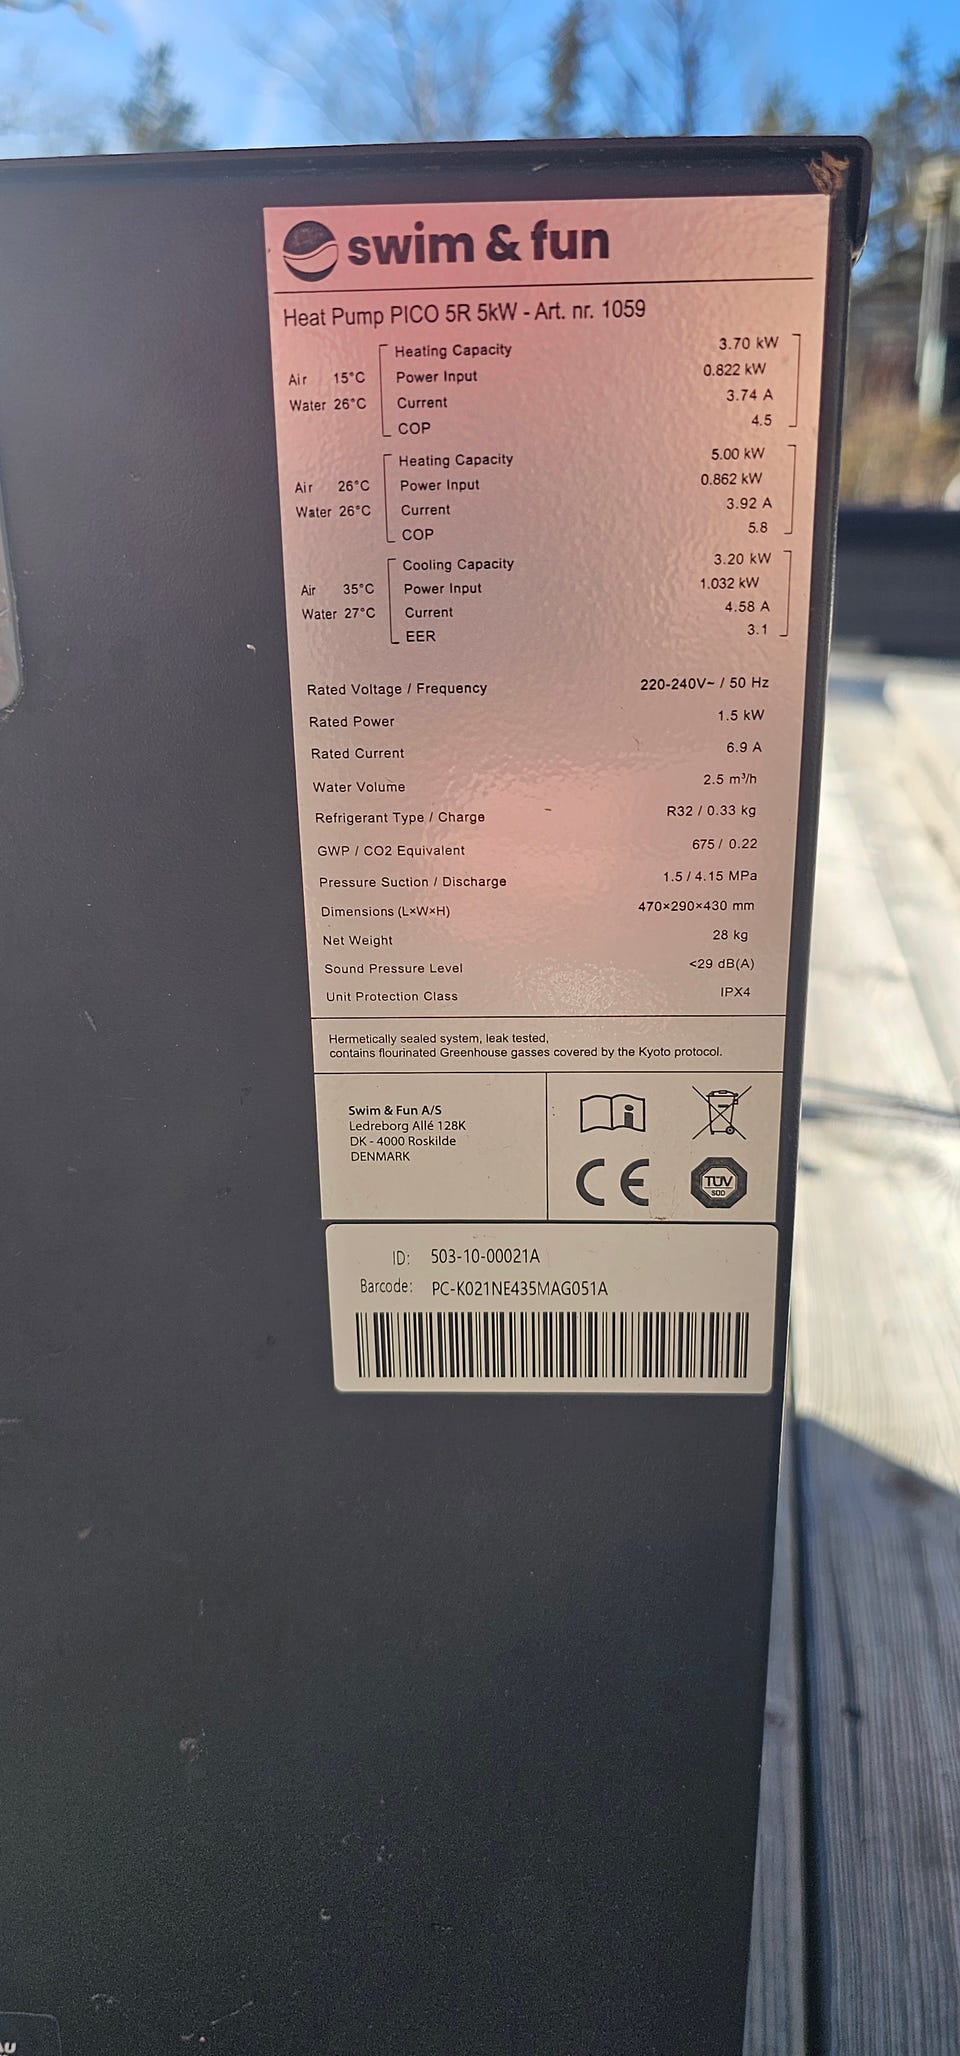 swim & fun
Heat Pump PICO 5R 5kW - Art. nr. 1059
Heating Capacity 3.70 kW
Air 15°C Power Input 0.822 kW
Water 26°C Current 3.74 A
COP 4.5
Heating Capacity 5.00 kW
Air 26°C Power Input 0.862 kW
Water 26°C Current 3.92 A
COP 5.8
Cooling Capacity 3.20 kW
Air 35°C Power Input 1.032 kW
Water 27°C Current 4.58 A
EER 3.1
Rated Voltage / Frequency 220-240V~ / 50 Hz
Rated Power 1.5 kW
Rated Current 6.9 A
Water Volume 2.5 m³/h
Refrigerant Type / Charge R32 / 0.33 kg
GWP / CO2 Equivalent 675 / 0.22
Pressure Suction / Discharge 1.5 / 4.15 MPa
Dimensions (L×W×H) 470×290×430 mm
Net Weight 28 kg
Sound Pressure Level <29 dB(A)
Unit Protection Class IPX4
Hermetically sealed system, leak tested,
contains flourinated Greenhouse gasses covered by the Kyoto protocol.
Swim & Fun A/S
Ledreborg Allé 128K
DK - 4000 Roskilde
DENMARK
CE
TÜV
SÜD
ID: 503-10-00021A
Barcode: PC-K021NE435MAG051A